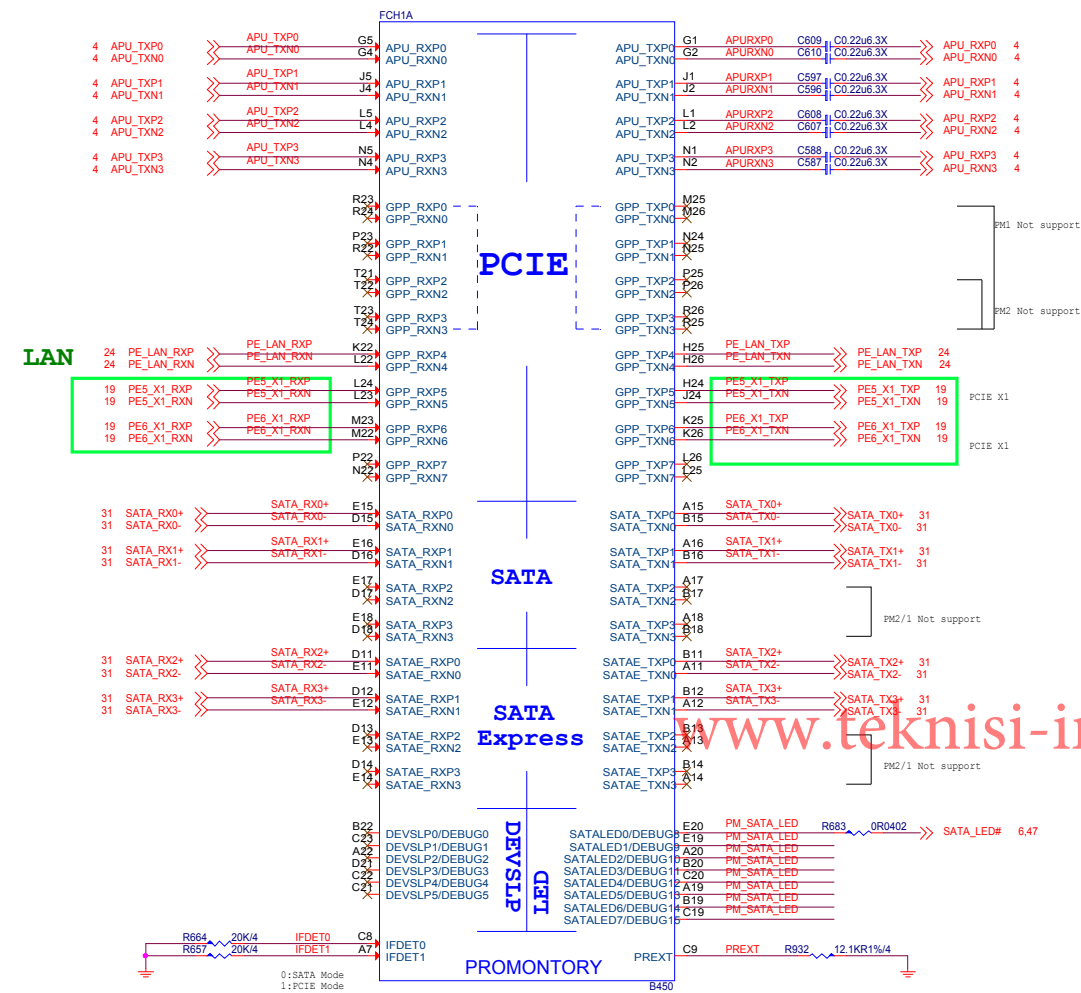 FCH1A
4 APU_TXP0 APU_TXP0 G5 APU_RXP0 APU_TXP0 G1 APURXP0 C609 C0.22u6.3X APU_RXP0 4
4 APU_TXN0 APU_TXN0 G4 APU_RXN0 APU_TXN0 G2 APURXN0 C610 C0.22u6.3X APU_RXN0 4
4 APU_TXP1 APU_TXP1 J5 APU_RXP1 APU_TXP1 J1 APURXP1 C597 C0.22u6.3X APU_RXP1 4
4 APU_TXN1 APU_TXN1 J4 APU_RXN1 APU_TXN1 J2 APURXN1 C596 C0.22u6.3X APU_RXN1 4
4 APU_TXP2 APU_TXP2 L5 APU_RXP2 APU_TXP2 L1 APURXP2 C608 C0.22u6.3X APU_RXP2 4
4 APU_TXN2 APU_TXN2 L4 APU_RXN2 APU_TXN2 L2 APURXN2 C607 C0.22u6.3X APU_RXN2 4
4 APU_TXP3 APU_TXP3 N5 APU_RXP3 APU_TXP3 N1 APURXP3 C588 C0.22u6.3X APU_RXP3 4
4 APU_TXN3 APU_TXN3 N4 APU_RXN3 APU_TXN3 N2 APURXN3 C587 C0.22u6.3X APU_RXN3 4
R23 GPP_RXP0 GPP_TXP0 M25
R24 GPP_RXN0 GPP_TXN0 M26
PM1 Not support
P23 GPP_RXP1 GPP_TXP1 N24
R22 GPP_RXN1 GPP_TXN1 N25
PCIE
T21 GPP_RXP2 GPP_TXP2 P25
T22 GPP_RXN2 GPP_TXN2 P26
PM2 Not support
T23 GPP_RXP3 GPP_TXP3 R26
T24 GPP_RXN3 GPP_TXN3 R25
LAN
24 PE_LAN_RXP PE_LAN_RXP K22 GPP_RXP4 GPP_TXP4 H25 PE_LAN_TXP PE_LAN_TXP 24
24 PE_LAN_RXN PE_LAN_RXN L22 GPP_RXN4 GPP_TXN4 H26 PE_LAN_TXN PE_LAN_TXN 24
19 PE5_X1_RXP PE5_X1_RXP L24 GPP_RXP5 GPP_TXP5 H24 PE5_X1_TXP PE5_X1_TXP 19
19 PE5_X1_RXN PE5_X1_RXN L23 GPP_RXN5 GPP_TXN5 J24 PE5_X1_TXN PE5_X1_TXN 19
PCIE X1
19 PE6_X1_RXP PE6_X1_RXP M23 GPP_RXP6 GPP_TXP6 K25 PE6_X1_TXP PE6_X1_TXP 19
19 PE6_X1_RXN PE6_X1_RXN M22 GPP_RXN6 GPP_TXN6 K26 PE6_X1_TXN PE6_X1_TXN 19
PCIE X1
P22 GPP_RXP7 GPP_TXP7 L26
N22 GPP_RXN7 GPP_TXN7 L25
31 SATA_RX0+ SATA_RX0+ E15 SATA_RXP0 SATA_TXP0 A15 SATA_TX0+ SATA_TX0+ 31
31 SATA_RX0- SATA_RX0- D15 SATA_RXN0 SATA_TXN0 B15 SATA_TX0- SATA_TX0- 31
31 SATA_RX1+ SATA_RX1+ E16 SATA_RXP1 SATA_TXP1 A16 SATA_TX1+ SATA_TX1+ 31
31 SATA_RX1- SATA_RX1- D16 SATA_RXN1 SATA_TXN1 B16 SATA_TX1- SATA_TX1- 31
SATA
E17 SATA_RXP2 SATA_TXP2 A17
D17 SATA_RXN2 SATA_TXN2 B17
PM2/1 Not support
E18 SATA_RXP3 SATA_TXP3 A18
D18 SATA_RXN3 SATA_TXN3 B18
31 SATA_RX2+ SATA_RX2+ D11 SATAE_RXP0 SATAE_TXP0 B11 SATA_TX2+ SATA_TX2+ 31
31 SATA_RX2- SATA_RX2- E11 SATAE_RXN0 SATAE_TXN0 A11 SATA_TX2- SATA_TX2- 31
31 SATA_RX3+ SATA_RX3+ D12 SATAE_RXP1 SATAE_TXP1 B12 SATA_TX3+ SATA_TX3+ 31
31 SATA_RX3- SATA_RX3- E12 SATAE_RXN1 SATAE_TXN1 A12 SATA_TX3- SATA_TX3- 31
SATA
Express
www.teknisi-in
D13 SATAE_RXP2 SATAE_TXP2 B13
E13 SATAE_RXN2 SATAE_TXN2 A13
PM2/1 Not support
D14 SATAE_RXP3 SATAE_TXP3 B14
E14 SATAE_RXN3 SATAE_TXN3 A14
B22 DEVSLP0/DEBUG0 SATALED0/DEBUG8 E20 PM_SATA_LED R683 0R0402 SATA_LED# 6,47
C23 DEVSLP1/DEBUG1 SATALED1/DEBUG9 E19 PM_SATA_LED
A22 DEVSLP2/DEBUG2 SATALED2/DEBUG10 A20 PM_SATA_LED
D21 DEVSLP3/DEBUG3 SATALED3/DEBUG11 B20 PM_SATA_LED
C22 DEVSLP4/DEBUG4 SATALED4/DEBUG12 C20 PM_SATA_LED
C21 DEVSLP5/DEBUG5 SATALED5/DEBUG13 A19 PM_SATA_LED
SATALED6/DEBUG14 B19 PM_SATA_LED
SATALED7/DEBUG15 C19 PM_SATA_LED
DEVSLP
LED
R664 20K/4 IFDET0 C8 IFDET0
R657 20K/4 IFDET1 A7 IFDET1 PREXT C9 PREXT R932 12.1KR1%/4
0:SATA Mode
1:PCIE Mode
PROMONTORY
B450